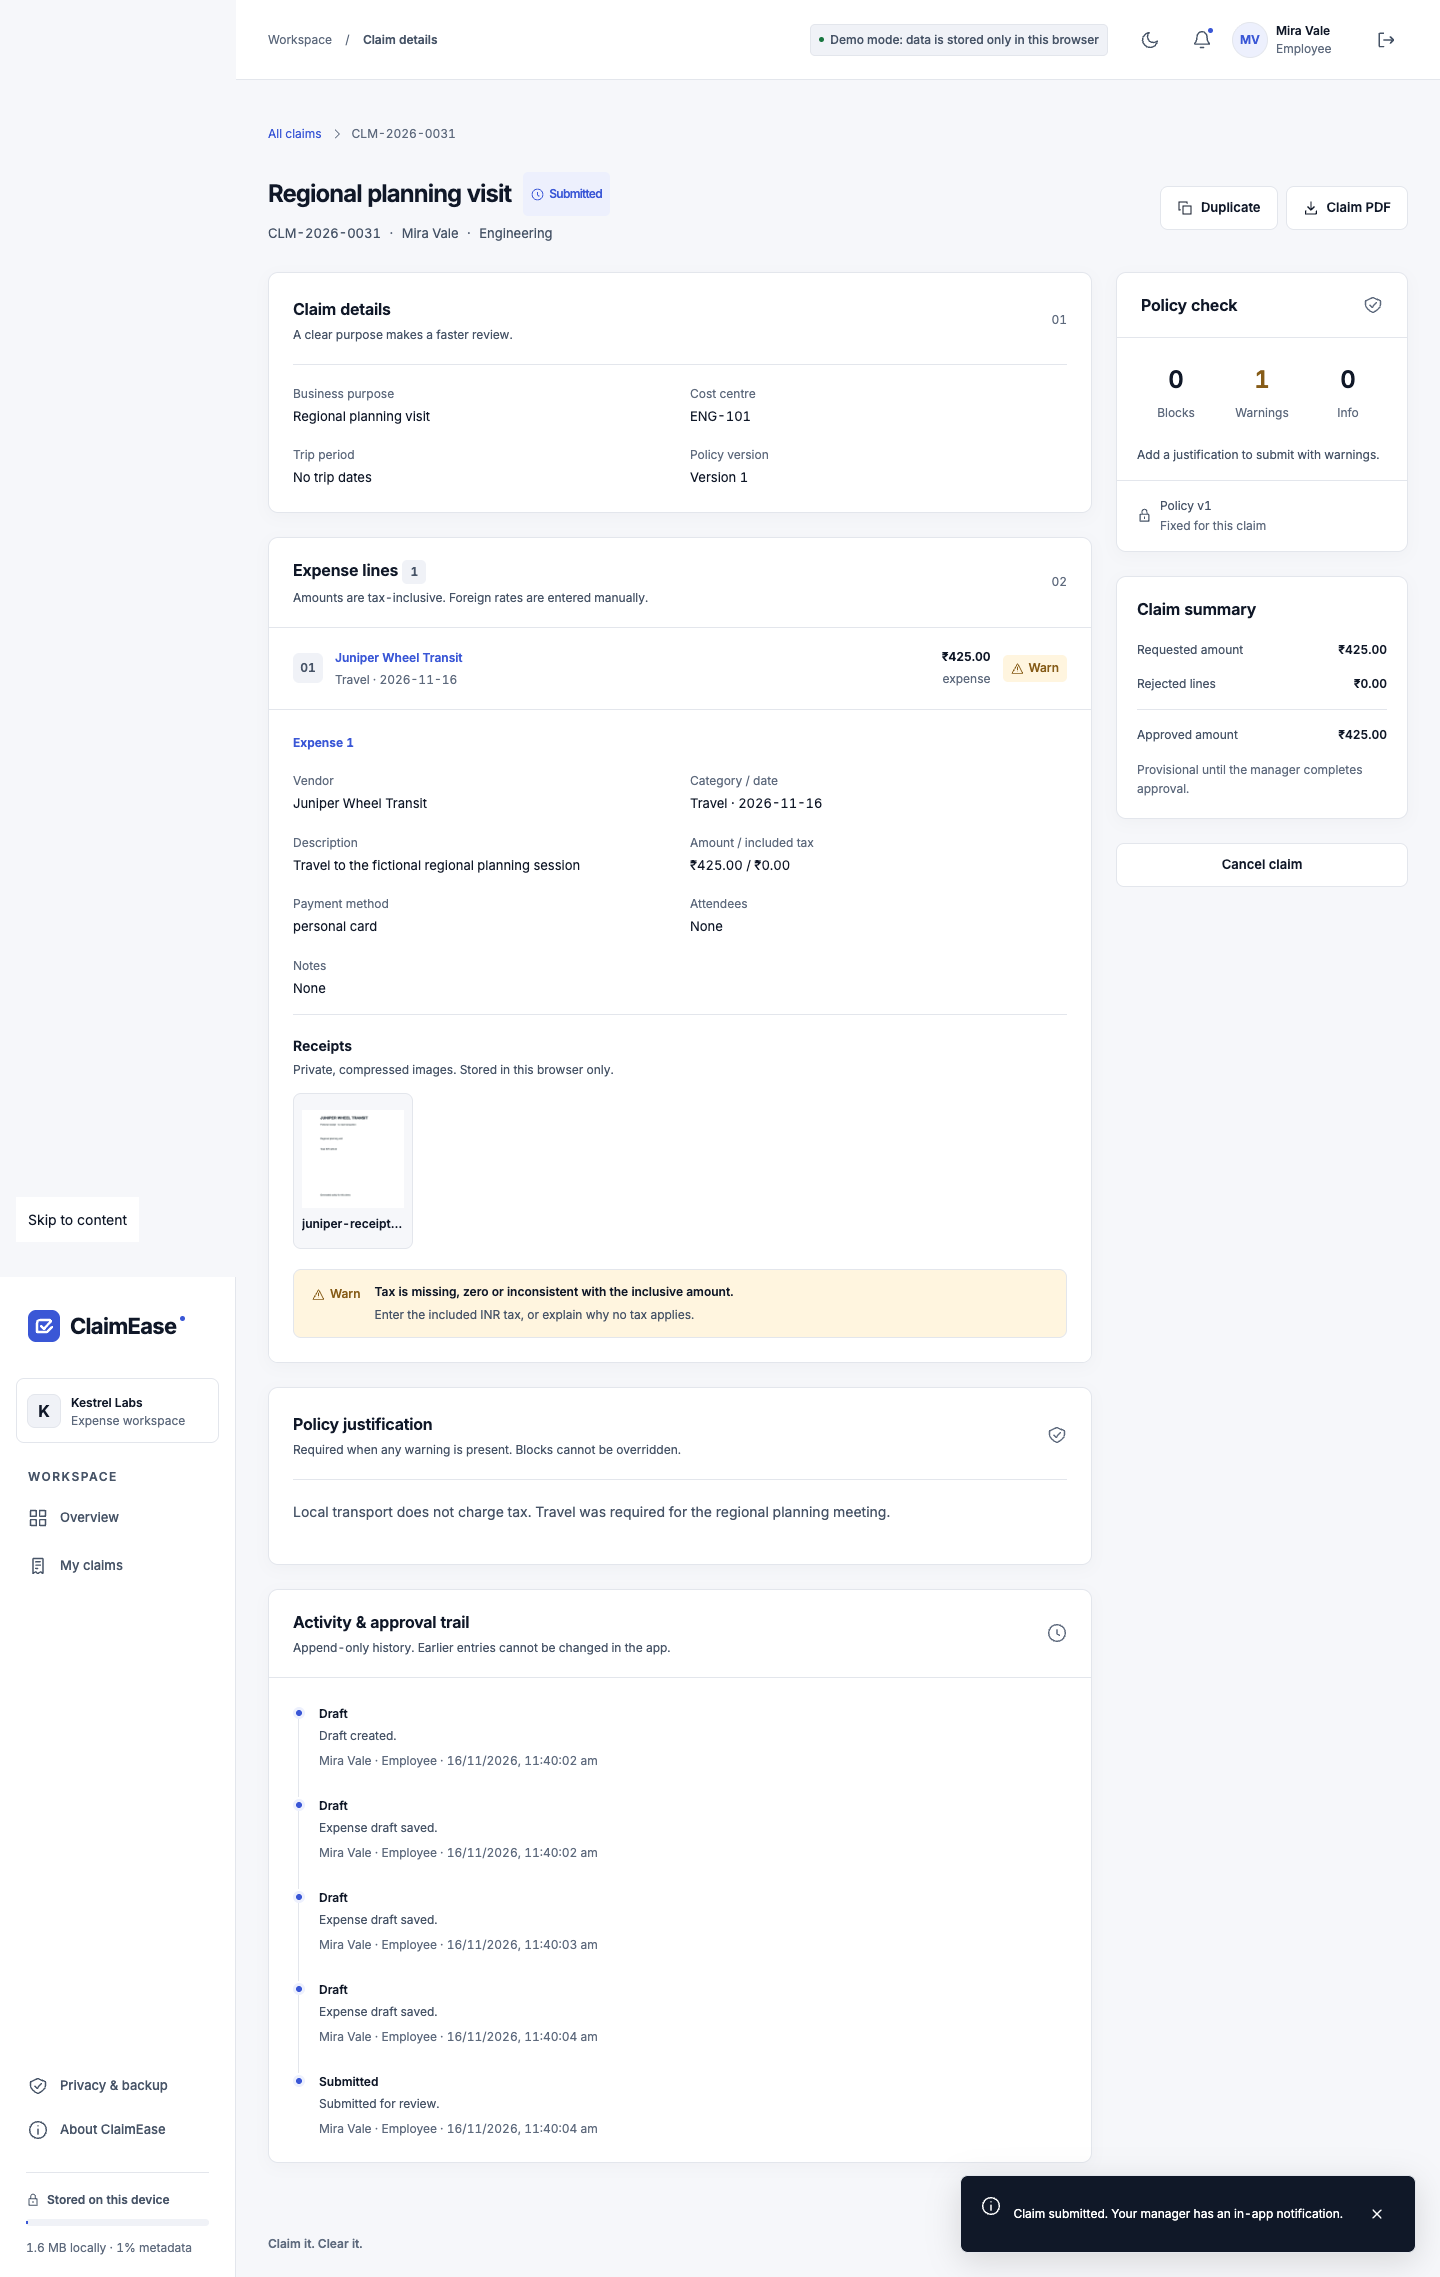 Workspace / Claim details
Demo mode: data is stored only in this browser
MV
Mira Vale
Employee
All claims > CLM-2026-0031
Regional planning visit
Submitted
CLM-2026-0031 · Mira Vale · Engineering
Duplicate
Claim PDF
Claim details
A clear purpose makes a faster review.
01
Business purpose
Regional planning visit
Cost centre
ENG-101
Trip period
No trip dates
Policy version
Version 1
Expense lines 1
Amounts are tax-inclusive. Foreign rates are entered manually.
02
01
Juniper Wheel Transit
Travel · 2026-11-16
₹425.00
expense
Warn
Expense 1
Vendor
Juniper Wheel Transit
Category / date
Travel · 2026-11-16
Description
Travel to the fictional regional planning session
Amount / included tax
₹425.00 / ₹0.00
Payment method
personal card
Attendees
None
Notes
None
Receipts
Private, compressed images. Stored in this browser only.
JUNIPER WHEEL TRANSIT
juniper-receipt...
Warn
Tax is missing, zero or inconsistent with the inclusive amount.
Enter the included INR tax, or explain why no tax applies.
Policy justification
Required when any warning is present. Blocks cannot be overridden.
Local transport does not charge tax. Travel was required for the regional planning meeting.
Activity & approval trail
Append-only history. Earlier entries cannot be changed in the app.
Draft
Draft created.
Mira Vale · Employee · 16/11/2026, 11:40:02 am
Draft
Expense draft saved.
Mira Vale · Employee · 16/11/2026, 11:40:02 am
Draft
Expense draft saved.
Mira Vale · Employee · 16/11/2026, 11:40:03 am
Draft
Expense draft saved.
Mira Vale · Employee · 16/11/2026, 11:40:04 am
Submitted
Submitted for review.
Mira Vale · Employee · 16/11/2026, 11:40:04 am
Policy check
0
Blocks
1
Warnings
0
Info
Add a justification to submit with warnings.
Policy v1
Fixed for this claim
Claim summary
Requested amount ₹425.00
Rejected lines ₹0.00
Approved amount ₹425.00
Provisional until the manager completes
approval.
Cancel claim
Skip to content
ClaimEase
K
Kestrel Labs
Expense workspace
WORKSPACE
Overview
My claims
Privacy & backup
About ClaimEase
Stored on this device
1.6 MB locally · 1% metadata
Claim it. Clear it.
Claim submitted. Your manager has an in-app notification.